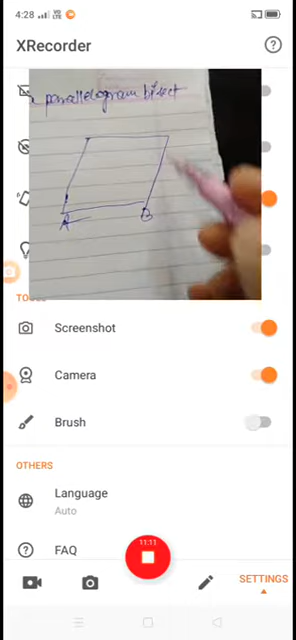 4:28
XRecorder
parallelogram bisect
A
B
TOOLS
Screenshot
Camera
Brush
OTHERS
Language
Auto
FAQ
11:11
SETTINGS